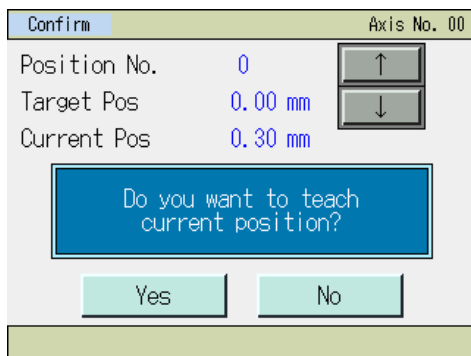 Confirm Axis No. 00
Position No. 0 ↑
Target Pos 0.00 mm ↓
Current Pos 0.30 mm
Do you want to teach
current position?
Yes No